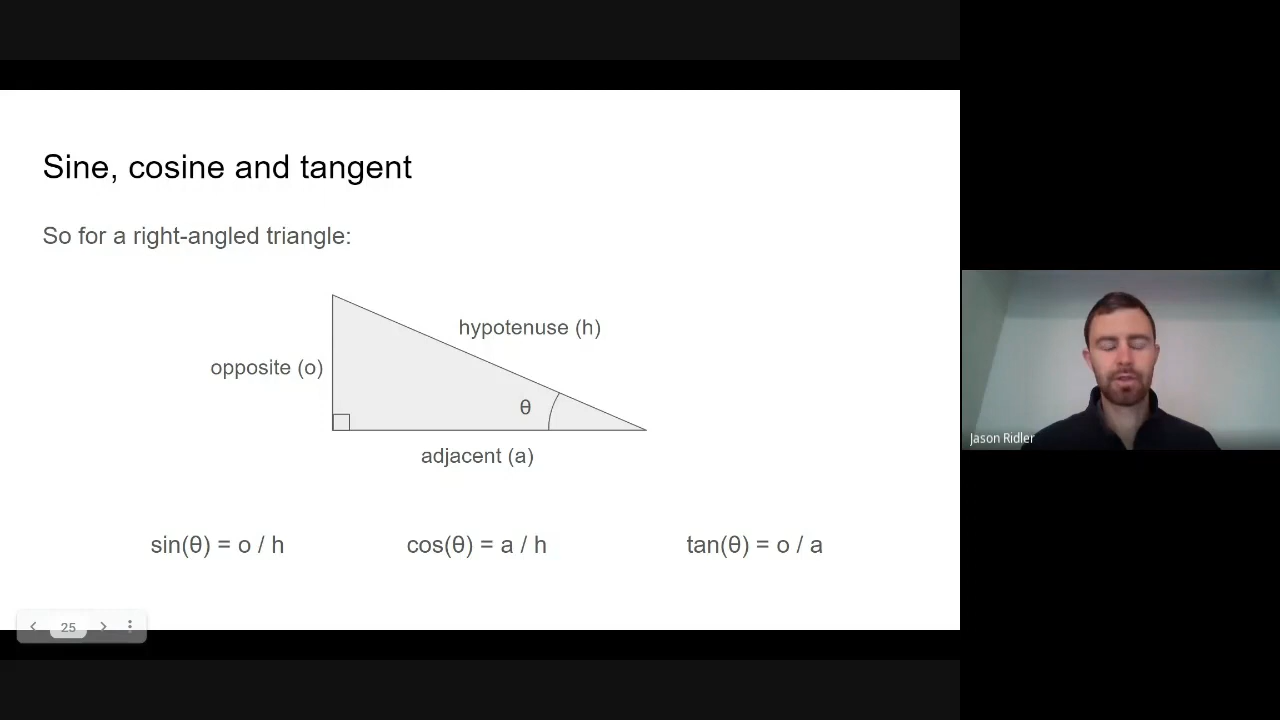 Sine, cosine and tangent
So for a right-angled triangle:
hypotenuse (h)
opposite (o)
θ
adjacent (a)
sin(θ) = o / h
cos(θ) = a / h
tan(θ) = o / a
25
Jason Ridler